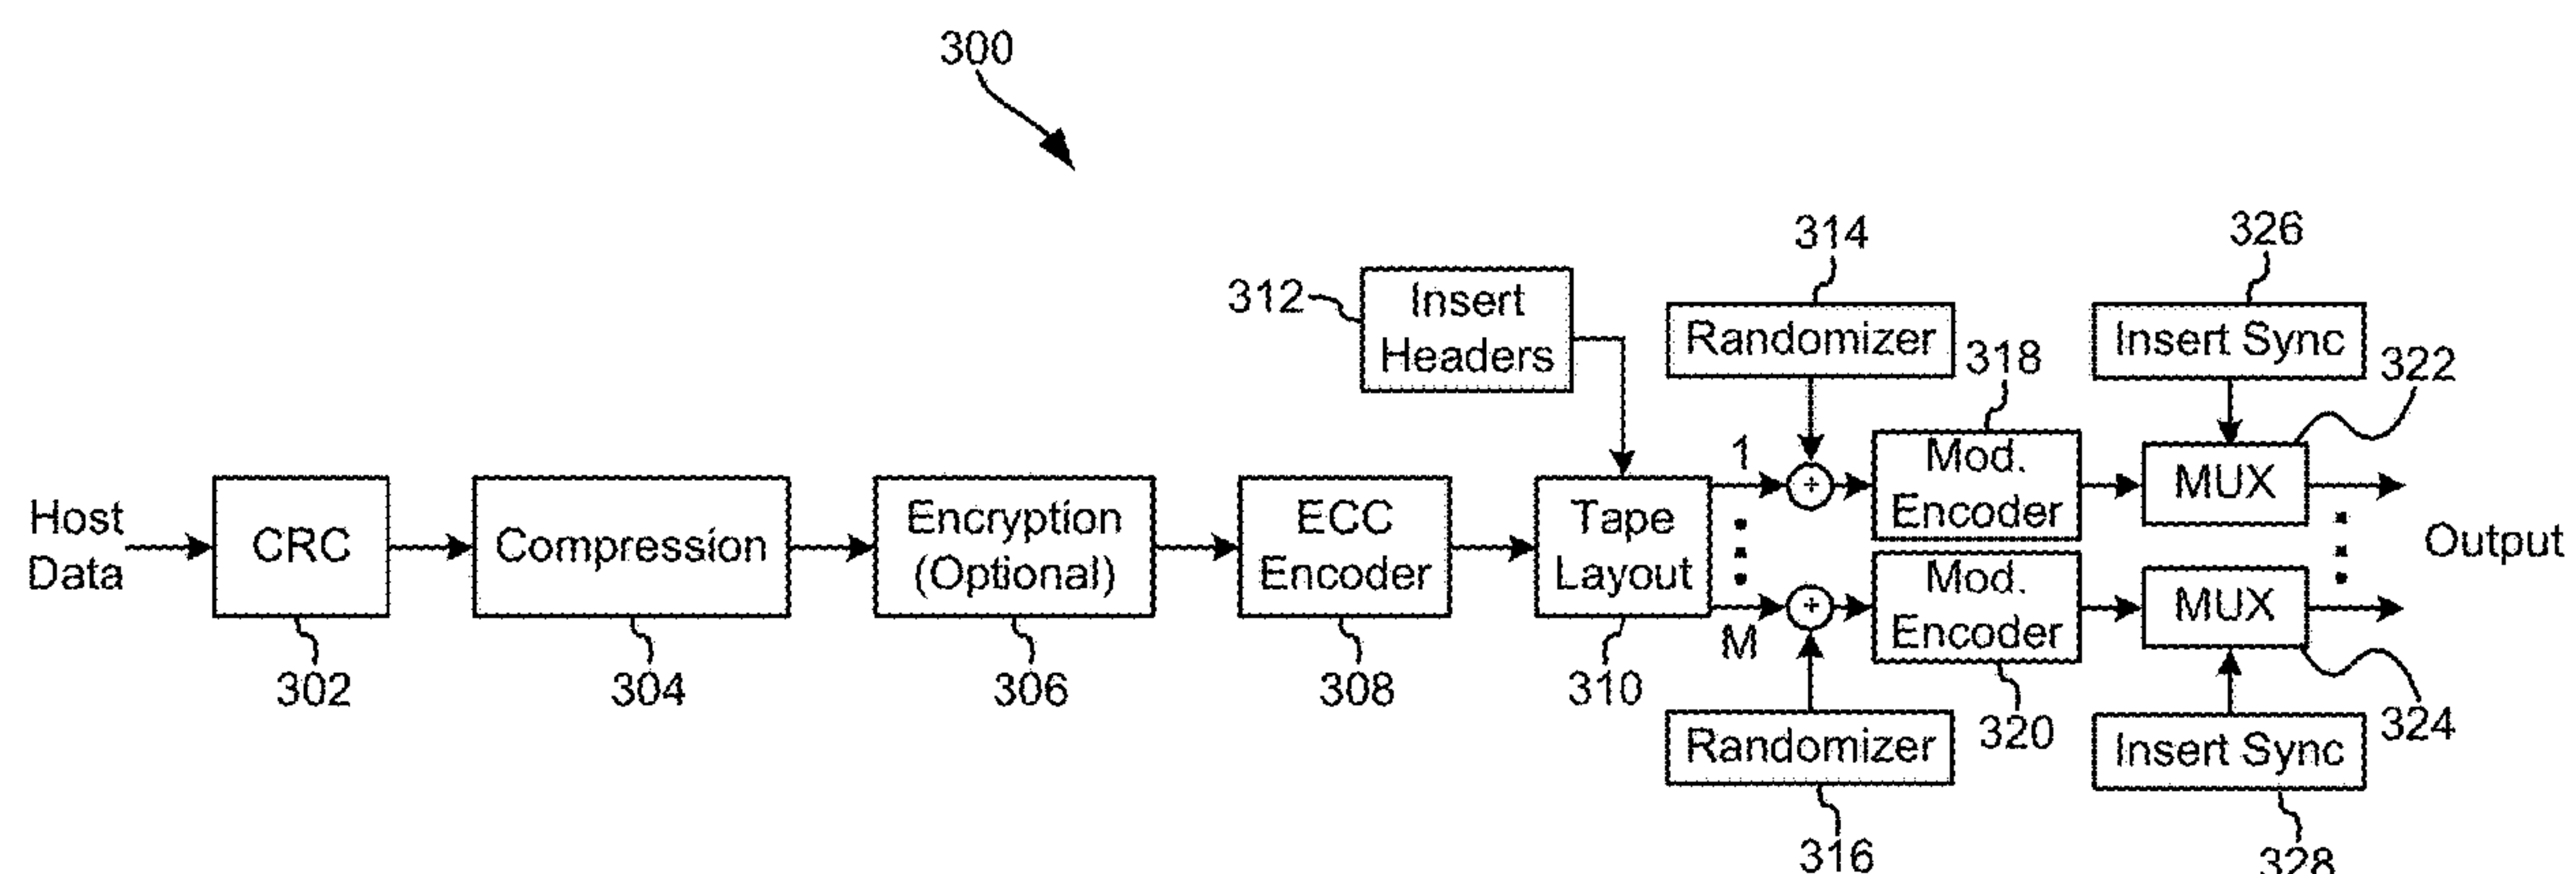 300
314
326
312
Insert
Headers
Randomizer
318
Insert Sync
322
1
Host
Data
CRC
Compression
Encryption
(Optional)
ECC
Encoder
Tape
Layout
+
Mod.
Encoder
MUX
Output
M
+
Mod.
Encoder
MUX
302
304
306
308
310
Randomizer
320
Insert Sync
324
316
328